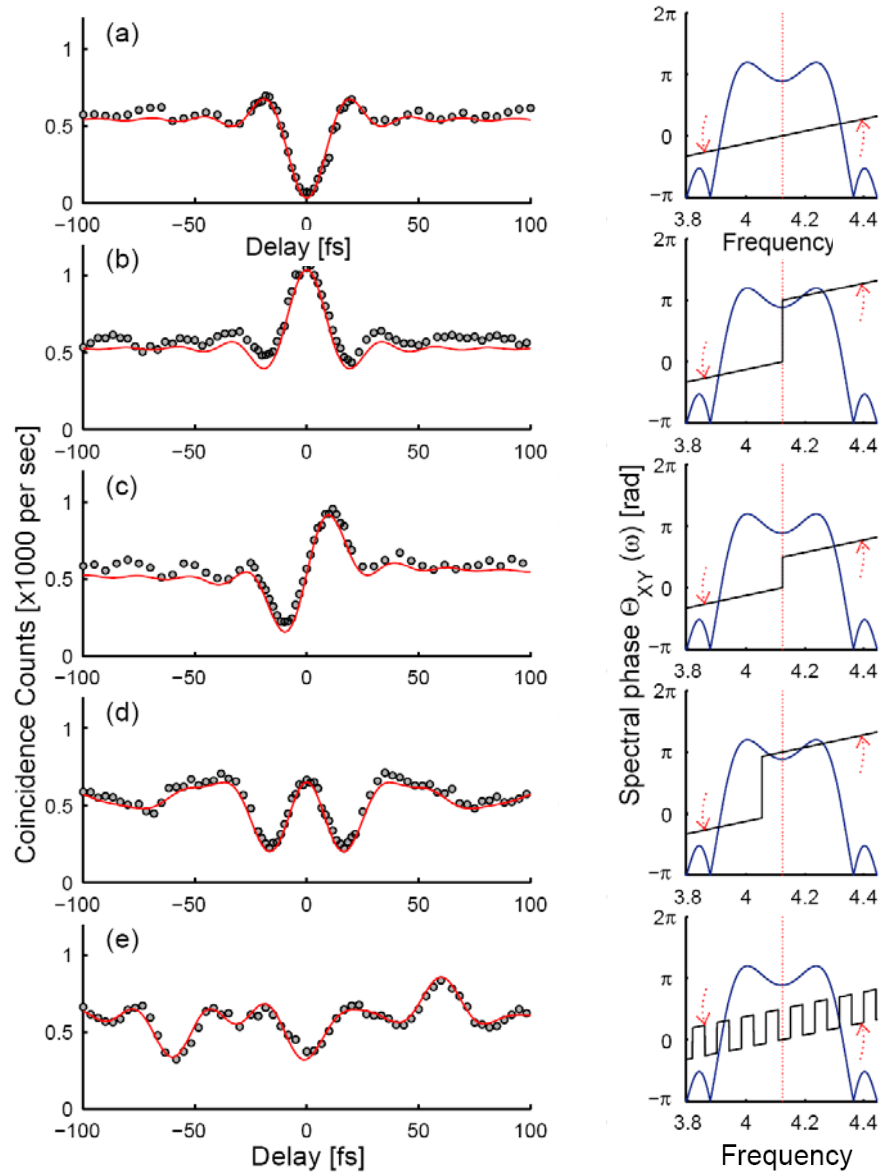 (a)
1
0.5
0
−100
−50
0
50
100
Delay [fs]
2π
π
0
−π
3.8
4
4.2
4.4
Frequency
(b)
1
0.5
0
−100
−50
0
50
100
2π
π
0
−π
3.8
4
4.2
4.4
(c)
1
0.5
0
−100
−50
0
50
100
2π
π
0
−π
3.8
4
4.2
4.4
(d)
1
0.5
0
−100
−50
0
50
100
2π
π
0
−π
3.8
4
4.2
4.4
(e)
1
0.5
0
−100
−50
0
50
100
Delay [fs]
2π
π
0
−π
3.8
4
4.2
4.4
Frequency
Coincidence Counts [x1000 per sec]
Spectral phase Θ_XY (ω) [rad]